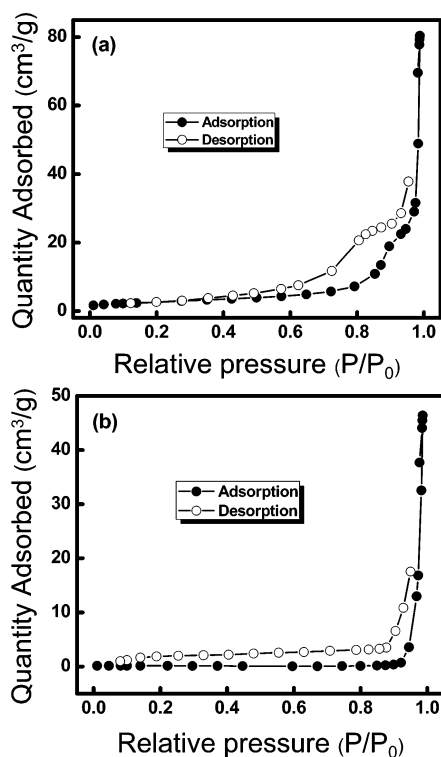 (a)
80
60
40
20
0
Quantity Adsorbed (cm³/g)
Adsorption
Desorption
0.0 0.2 0.4 0.6 0.8 1.0
Relative pressure (P/P₀)
(b)
50
40
30
20
10
0
Quantity Adsorbed (cm³/g)
Adsorption
Desorption
0.0 0.2 0.4 0.6 0.8 1.0
Relative pressure (P/P₀)